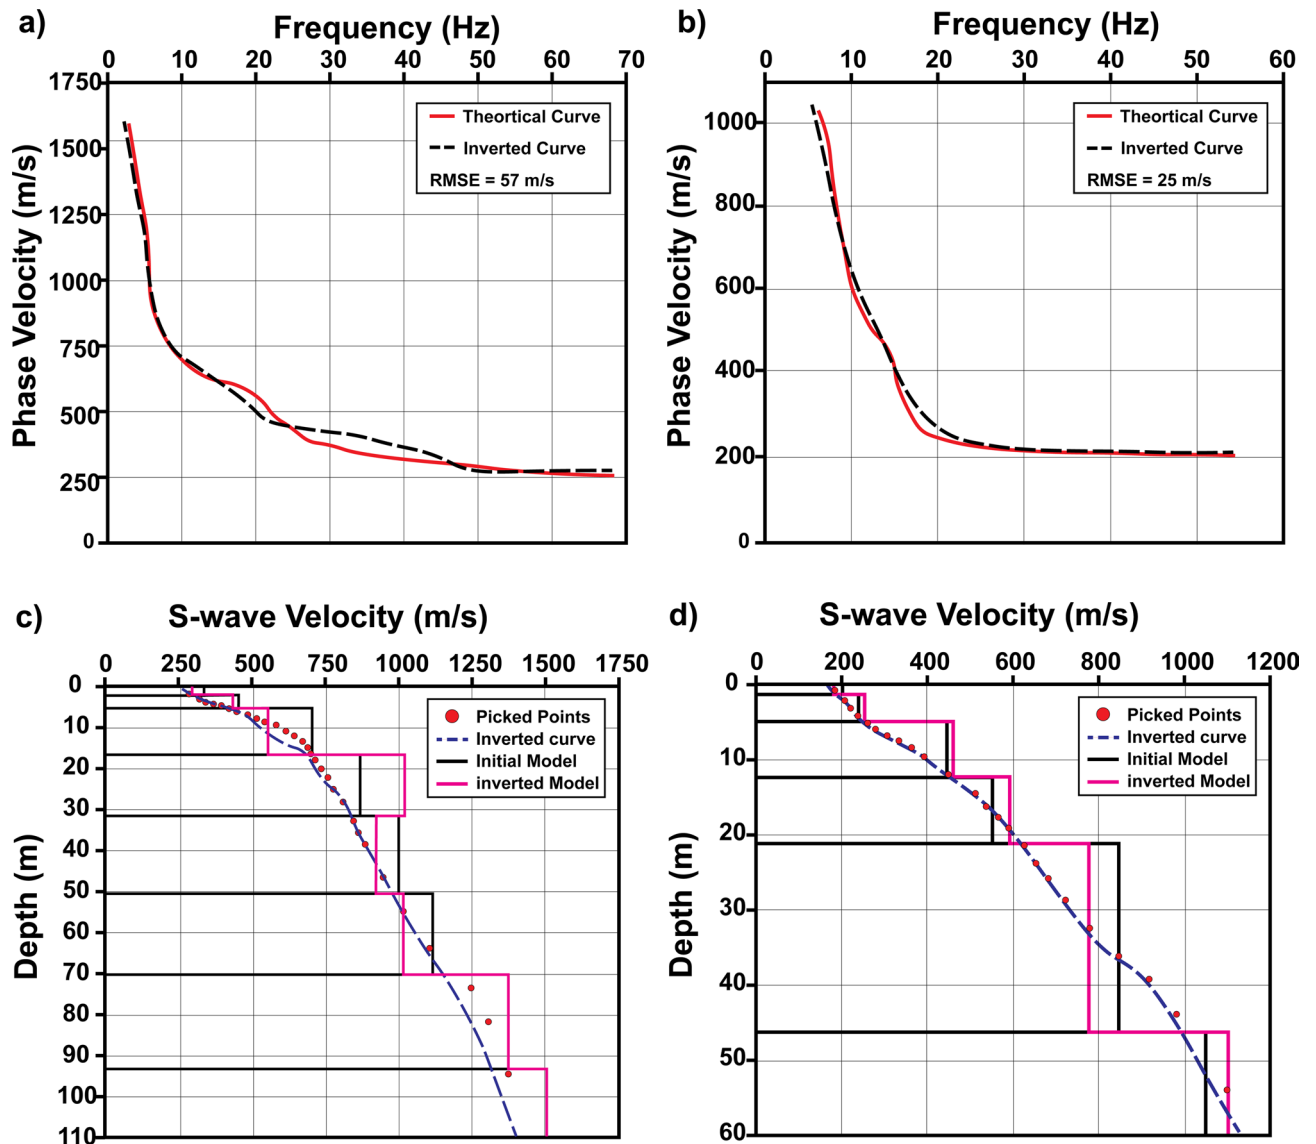 a)
Frequency (Hz)
0 10 20 30 40 50 60 70
Phase Velocity (m/s)
1750
1500
1250
1000
750
500
250
0
Theortical Curve
Inverted Curve
RMSE = 57 m/s
b)
Frequency (Hz)
0 10 20 30 40 50 60
Phase Velocity (m/s)
1000
800
600
400
200
0
Theortical Curve
Inverted Curve
RMSE = 25 m/s
c)
S-wave Velocity (m/s)
0 250 500 750 1000 1250 1500 1750
Depth (m)
0
10
20
30
40
50
60
70
80
90
100
110
Picked Points
Inverted curve
Initial Model
inverted Model
d)
S-wave Velocity (m/s)
0 200 400 600 800 1000 1200
Depth (m)
0
10
20
30
40
50
60
Picked Points
Inverted curve
Initial Model
inverted Model